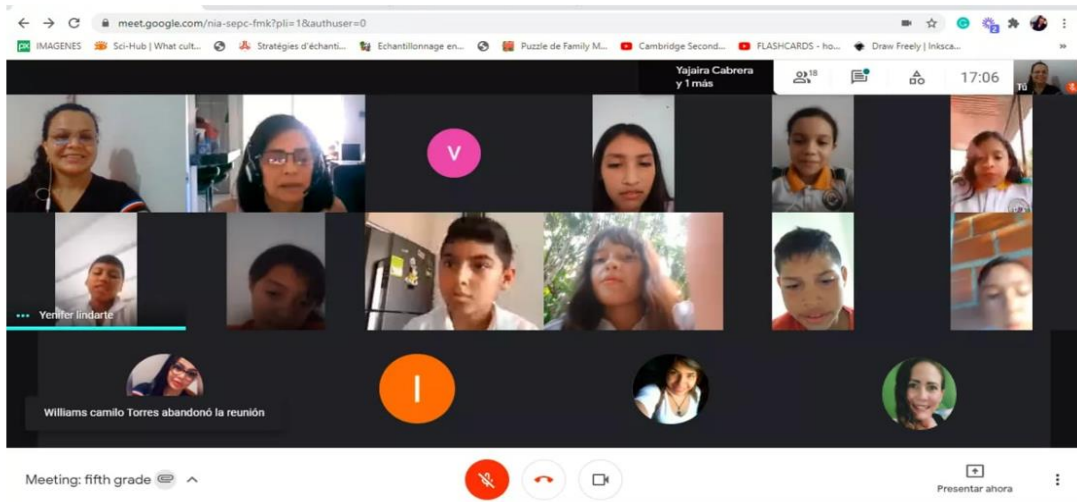 meet.google.com/nia-sepc-fmk?pli=1&authuser=0
px IMAGENES Sci-Hub | What cult... Stratégies d'échanti... Echantillonnage en... Puzzle de Family M... Cambridge Second... FLASHCARDS - ho... Draw Freely | Inksca... »
Yajaira Cabrera
y 1 más
18
17:06
Tú
V
Yenifer lindarte
I
Williams camilo Torres abandonó la reunión
Meeting: fifth grade
Presentar ahora